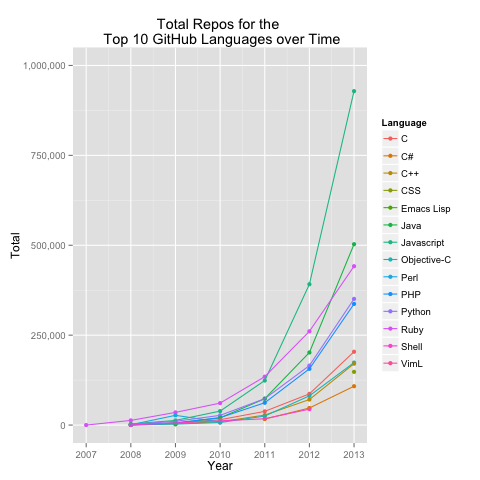 Total Repos for the
Top 10 GitHub Languages over Time
1,000,000
750,000
500,000
250,000
0
Total
2007 2008 2009 2010 2011 2012 2013
Year
Language
C
C#
C++
CSS
Emacs Lisp
Java
Javascript
Objective-C
Perl
PHP
Python
Ruby
Shell
VimL